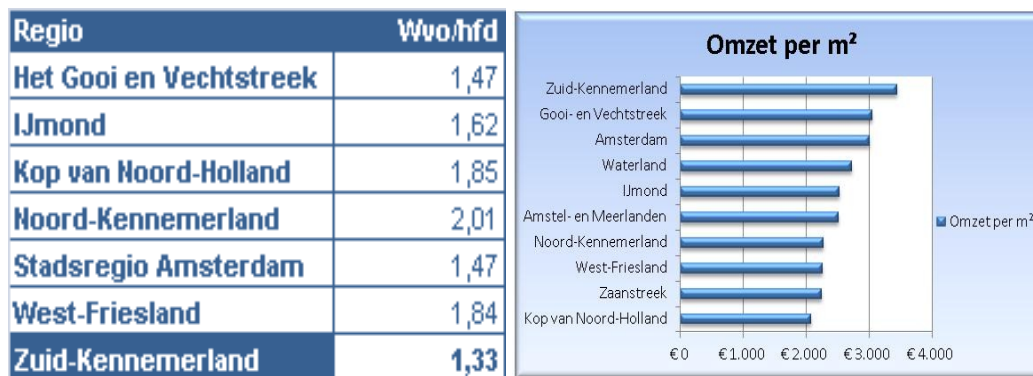 Regio Wvo/hfd
Het Gooi en Vechtstreek 1,47
IJmond 1,62
Kop van Noord-Holland 1,85
Noord-Kennemerland 2,01
Stadsregio Amsterdam 1,47
West-Friesland 1,84
Zuid-Kennemerland 1,33
Omzet per m²
Zuid-Kennemerland
Gooi- en Vechtstreek
Amsterdam
Waterland
IJmond
Amstel- en Meerlanden
Noord-Kennemerland
West-Friesland
Zaanstreek
Kop van Noord-Holland
€ 0 € 1.000 € 2.000 € 3.000 € 4.000
Omzet per m²